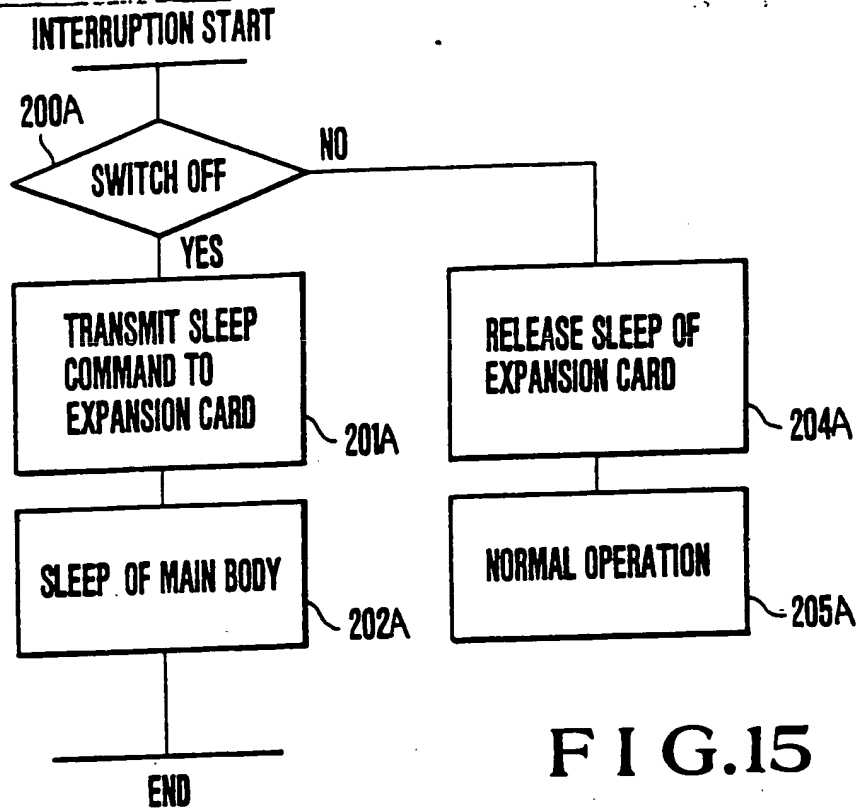 INTERRUPTION START
200A
SWITCH OFF
NO
YES
TRANSMIT SLEEP
COMMAND TO
EXPANSION CARD
201A
RELEASE SLEEP OF
EXPANSION CARD
204A
SLEEP OF MAIN BODY
202A
NORMAL OPERATION
205A
END
FIG.15